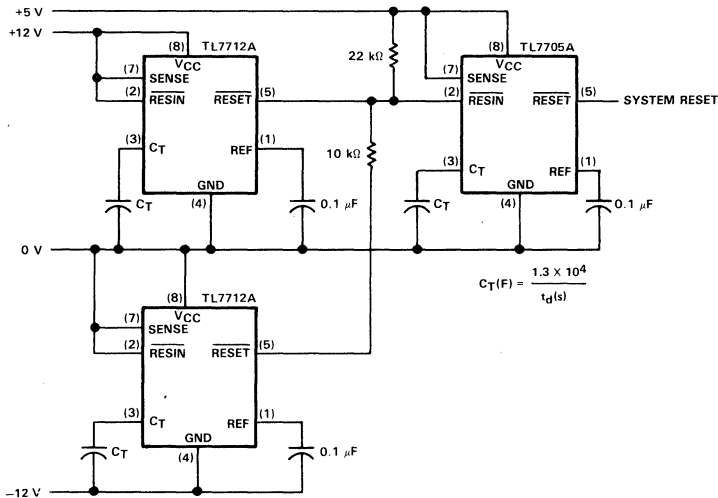 +5 V
+12 V
(8) TL7712A
VCC
(7) SENSE
(2) RESIN RESET (5)
(3) CT
REF (1)
GND
(4)
CT
0.1 μF
22 kΩ
10 kΩ
(8) TL7705A
VCC
(7) SENSE
(2) RESIN RESET (5) SYSTEM RESET
(3) CT
REF (1)
GND
(4)
CT
0.1 μF
0 V
CT(F) = 1.3 X 10⁴
td(s)
(8) TL7712A
VCC
(7) SENSE
(2) RESIN RESET (5)
(3) CT
REF (1)
GND
(4)
CT
0.1 μF
–12 V